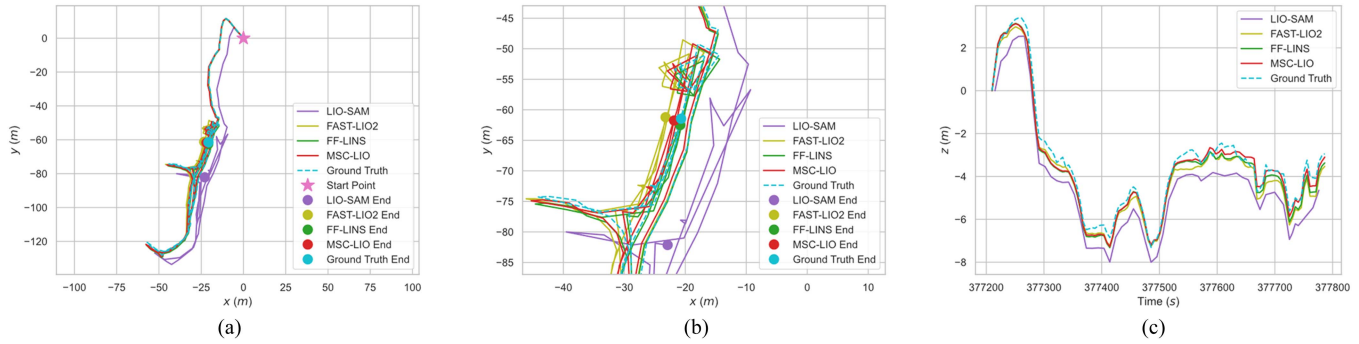 0
−20
−40
−60
−80
−100
−120
y (m)
−100
−75
−50
−25
0
25
50
75
100
x (m)
LIO-SAM
FAST-LIO2
FF-LINS
MSC-LIO
Ground Truth
Start Point
LIO-SAM End
FAST-LIO2 End
FF-LINS End
MSC-LIO End
Ground Truth End
(a)
−45
−50
−55
−60
−65
−70
−75
−80
−85
y (m)
−40
−30
−20
−10
0
10
x (m)
LIO-SAM
FAST-LIO2
FF-LINS
MSC-LIO
Ground Truth
LIO-SAM End
FAST-LIO2 End
FF-LINS End
MSC-LIO End
Ground Truth End
(b)
2
0
−2
−4
−6
−8
z (m)
377200
377300
377400
377500
377600
377700
377800
Time (s)
LIO-SAM
FAST-LIO2
FF-LINS
MSC-LIO
Ground Truth
(c)